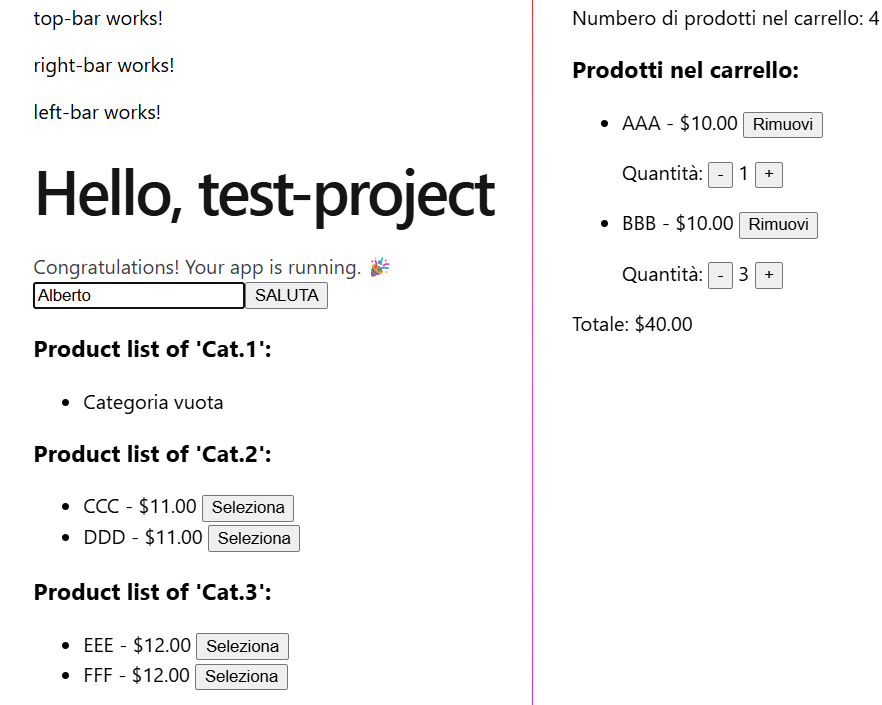 top-bar works!
right-bar works!
left-bar works!
Hello, test-project
Congratulations! Your app is running. 🎉
Alberto SALUTA
Product list of 'Cat.1':
• Categoria vuota
Product list of 'Cat.2':
• CCC - $11.00 Seleziona
• DDD - $11.00 Seleziona
Product list of 'Cat.3':
• EEE - $12.00 Seleziona
• FFF - $12.00 Seleziona
Numbero di prodotti nel carrello: 4
Prodotti nel carrello:
• AAA - $10.00 Rimuovi
Quantità: - 1 +
• BBB - $10.00 Rimuovi
Quantità: - 3 +
Totale: $40.00